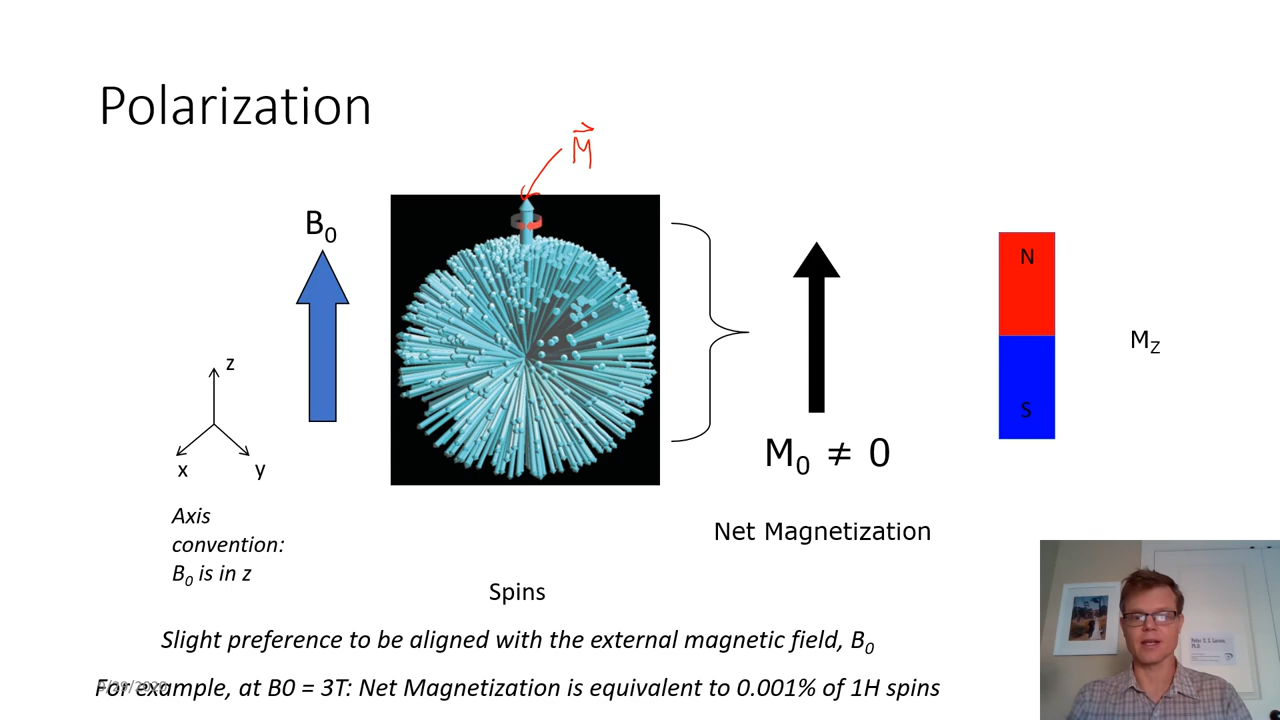 Polarization
M
B0
N
MZ
z
S
x
y
M0 ≠ 0
Axis
convention:
B0 is in z
Net Magnetization
Spins
Slight preference to be aligned with the external magnetic field, B0
For example, at B0 = 3T: Net Magnetization is equivalent to 0.001% of 1H spins